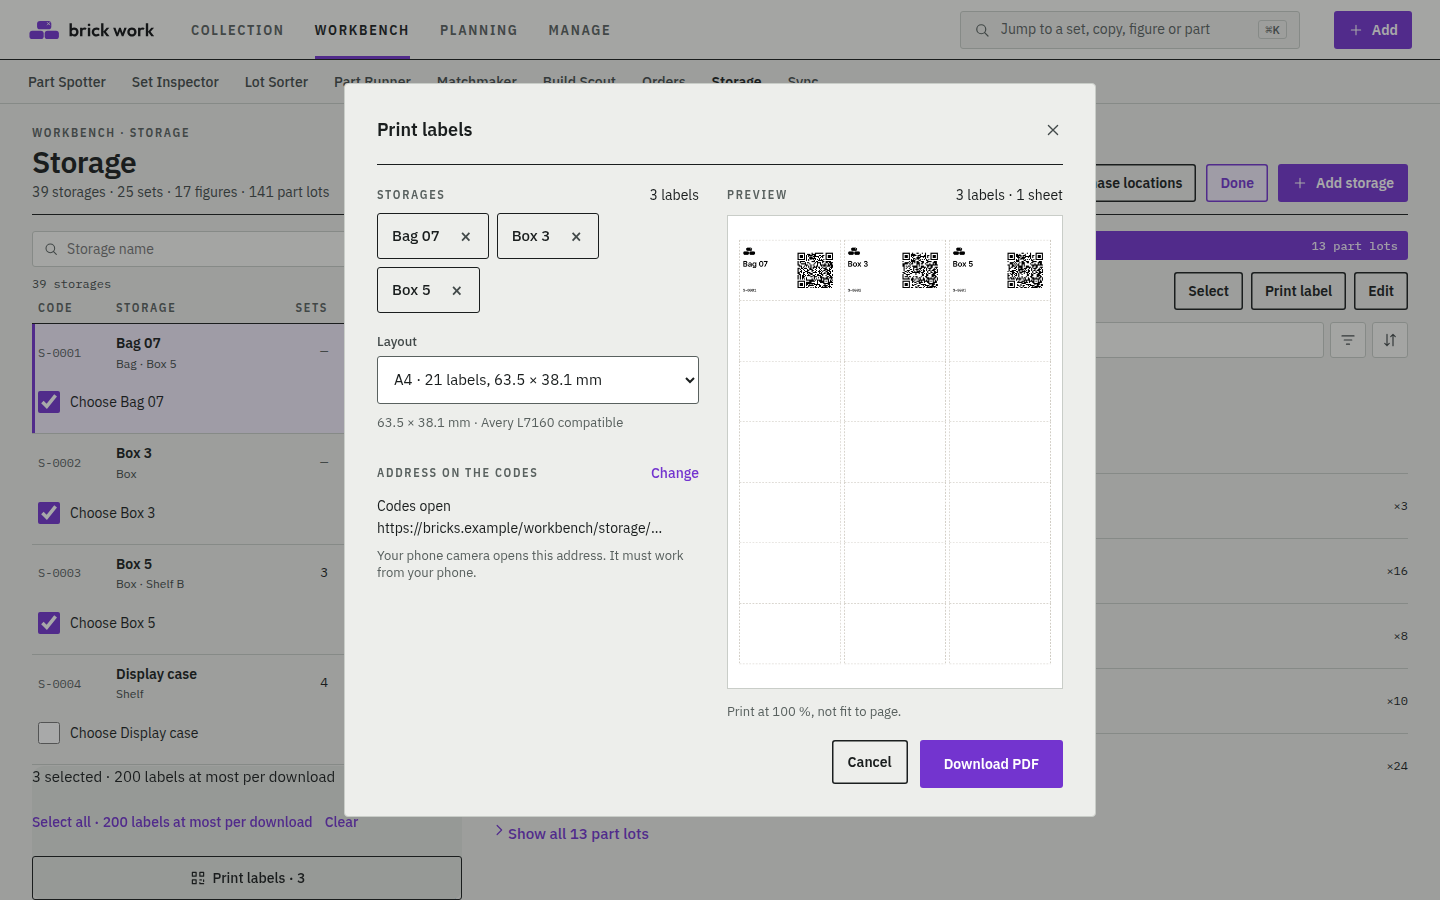 brick work
COLLECTION
WORKBENCH
PLANNING
MANAGE
Jump to a set, copy, figure or part
⌘K
Add
Part Spotter
Set Inspector
Lot Sorter
Part Runner
Matchmaker
Build Scout
Orders
Storage
Sync
WORKBENCH · STORAGE
Storage
39 storages · 25 sets · 17 figures · 141 part lots
locations
Done
Add storage
Storage name
13 part lots
39 storages
CODE STORAGE SETS
Select
Print label
Edit
S-0001
Bag 07
Bag · Box 5
—
Choose Bag 07
S-0002
Box 3
Box
—
Choose Box 3
S-0003
Box 5
Box · Shelf B
3
Choose Box 5
S-0004
Display case
Shelf
4
Choose Display case
3 selected · 200 labels at most per download
Select all · 200 labels at most per download
Clear
Print labels · 3
×3
×16
×8
×10
×24
Show all 13 part lots
Print labels
STORAGES
3 labels
Bag 07 ×
Box 3 ×
Box 5 ×
Layout
A4 · 21 labels, 63.5 × 38.1 mm
63.5 × 38.1 mm · Avery L7160 compatible
ADDRESS ON THE CODES
Change
Codes open
https://bricks.example/workbench/storage/…
Your phone camera opens this address. It must work
from your phone.
PREVIEW
3 labels · 1 sheet
Bag 07
Box 3
Box 5
Print at 100 %, not fit to page.
Cancel
Download PDF